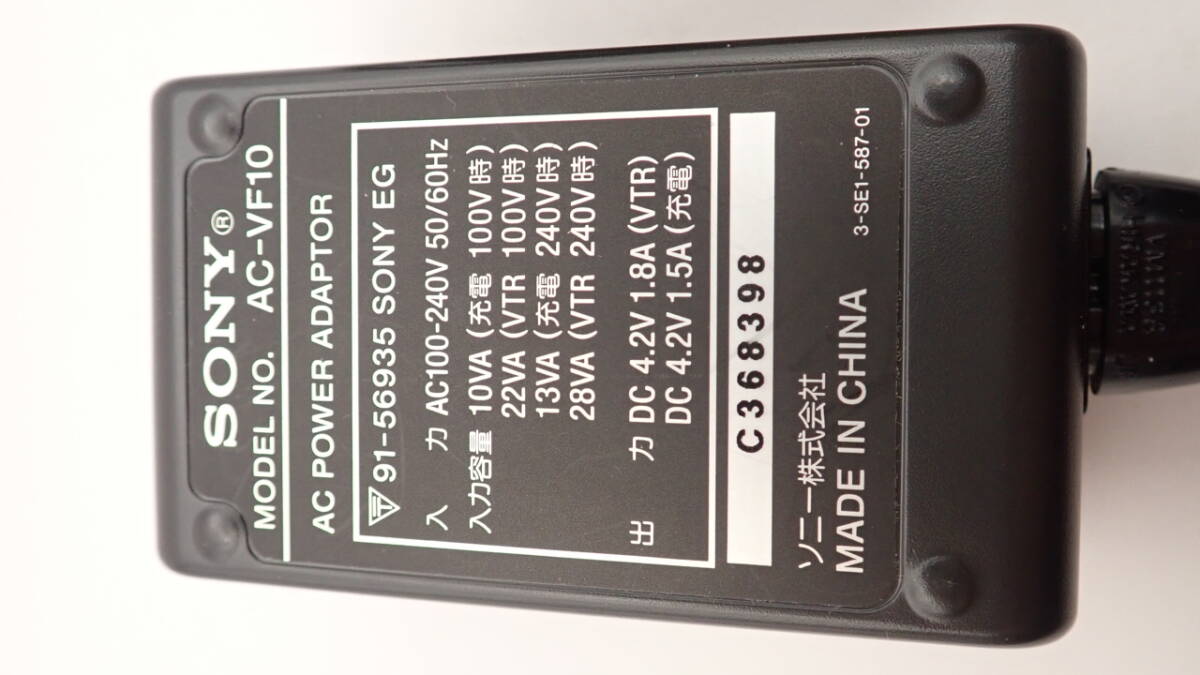 SONY®
MODEL NO. AC-VF10
AC POWER ADAPTOR
91-56935 SONY EG
入 力 AC100-240V 50/60Hz
入力容量 10VA (充電 100V時)
22VA (VTR 100V時)
13VA (充電 240V時)
28VA (VTR 240V時)
出 力 DC 4.2V 1.8A (VTR)
DC 4.2V 1.5A (充電)
C368398
ソニー株式会社
MADE IN CHINA 3-SE1-587-01